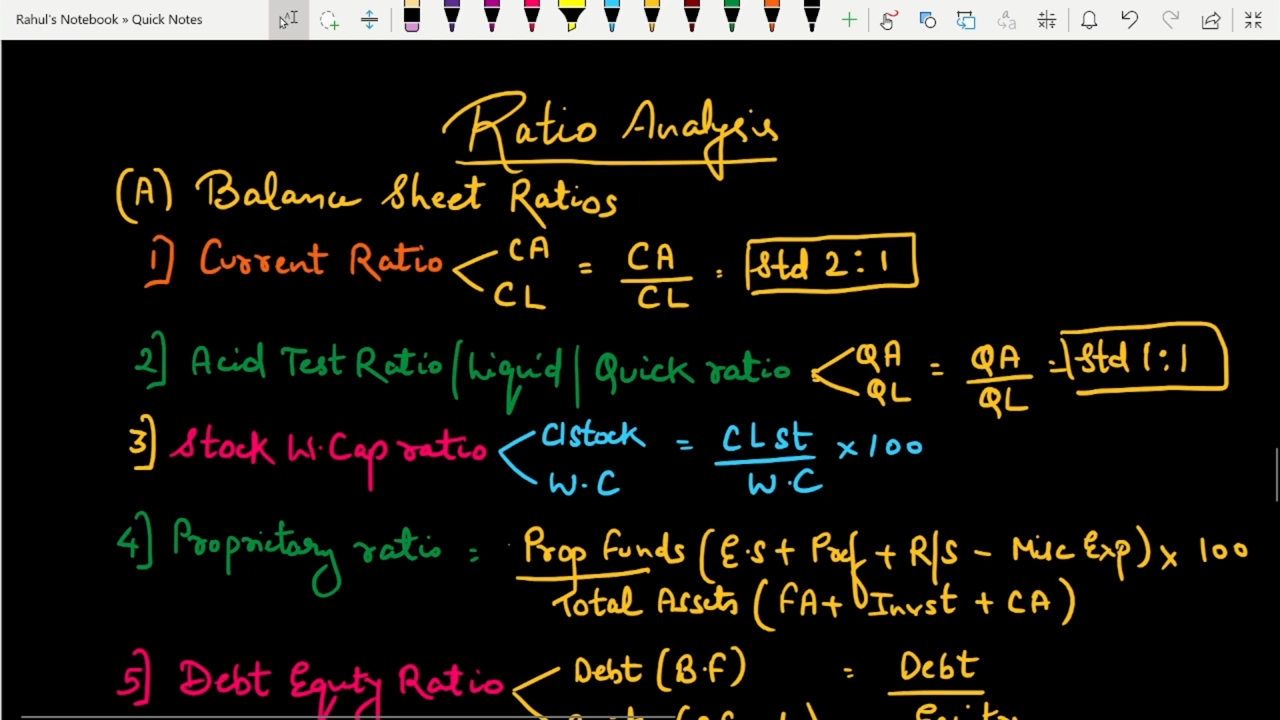 Rahul's Notebook » Quick Notes
Ratio Analysis
(A) Balance Sheet Ratios
1] Current Ratio < CA CL = CA / CL = Std 2:1
2] Acid Test Ratio / Liquid / Quick ratio < QA QL = QA / QL = Std 1:1
3] Stock W.Cap ratio < Clstock W.C = CLSt / W.C × 100
4] Proprietary ratio = Prop Funds (E.S + Pref + R/S - Misc Exp) × 100
Total Assets (FA + Invst + CA)
5] Debt Equty Ratio < Debt (B.F) = Debt